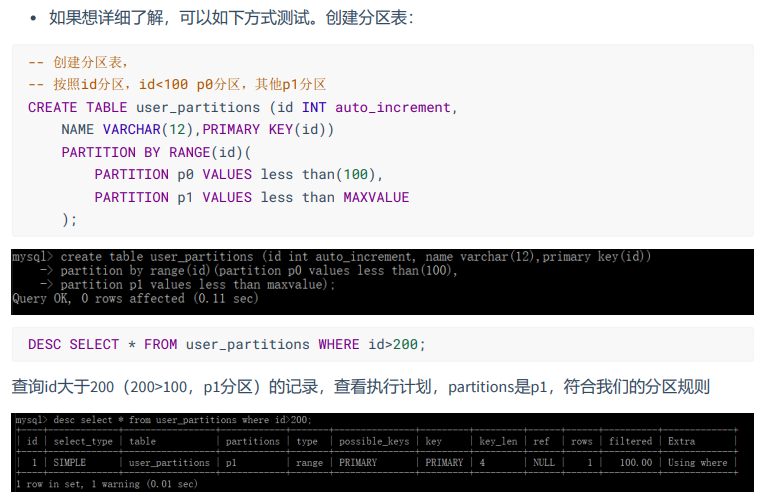 • 如果想详细了解，可以如下方式测试。创建分区表：
-- 创建分区表，
-- 按照id分区，id<100 p0分区，其他p1分区
CREATE TABLE user_partitions (id INT auto_increment,
    NAME VARCHAR(12),PRIMARY KEY(id))
    PARTITION BY RANGE(id)(
        PARTITION p0 VALUES less than(100),
        PARTITION p1 VALUES less than MAXVALUE
    );
mysql> create table user_partitions (id int auto_increment, name varchar(12),primary key(id))
    -> partition by range(id)(partition p0 values less than(100),
    -> partition p1 values less than maxvalue);
Query OK, 0 rows affected (0.11 sec)
DESC SELECT * FROM user_partitions WHERE id>200;
查询id大于200（200>100，p1分区）的记录，查看执行计划，partitions是p1，符合我们的分区规则
mysql> desc select * from user_partitions where id>200;
| id | select_type | table | partitions | type | possible_keys | key | key_len | ref | rows | filtered | Extra |
| 1 | SIMPLE | user_partitions | p1 | range | PRIMARY | PRIMARY | 4 | NULL | 1 | 100.00 | Using where |
1 row in set, 1 warning (0.01 sec)